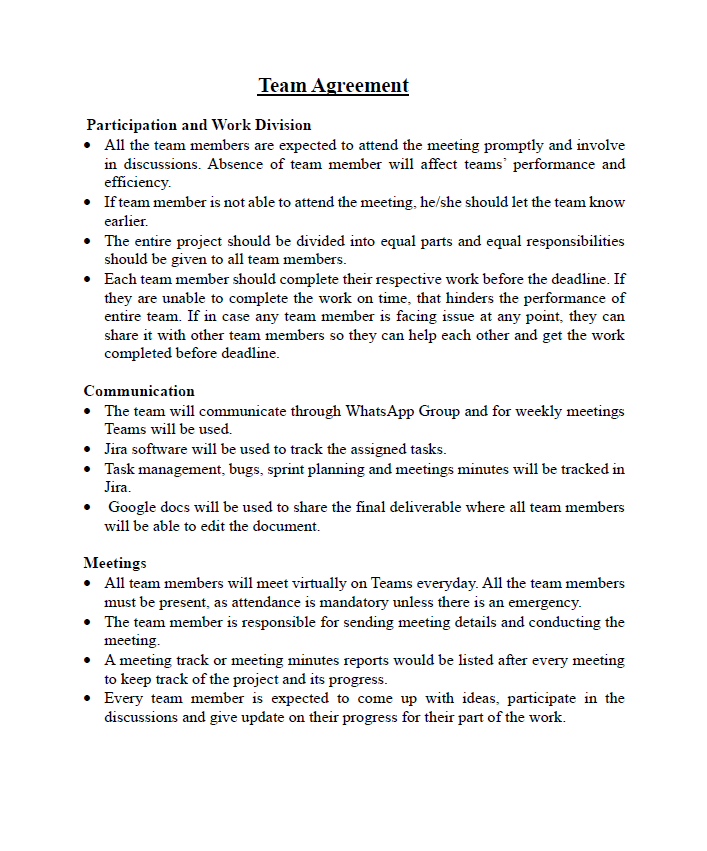 Team Agreement
Participation and Work Division
• All the team members are expected to attend the meeting promptly and involve
in discussions. Absence of team member will affect teams’ performance and
efficiency.
• If team member is not able to attend the meeting, he/she should let the team know
earlier.
• The entire project should be divided into equal parts and equal responsibilities
should be given to all team members.
• Each team member should complete their respective work before the deadline. If
they are unable to complete the work on time, that hinders the performance of
entire team. If in case any team member is facing issue at any point, they can
share it with other team members so they can help each other and get the work
completed before deadline.
Communication
• The team will communicate through WhatsApp Group and for weekly meetings
Teams will be used.
• Jira software will be used to track the assigned tasks.
• Task management, bugs, sprint planning and meetings minutes will be tracked in
Jira.
• Google docs will be used to share the final deliverable where all team members
will be able to edit the document.
Meetings
• All team members will meet virtually on Teams everyday. All the team members
must be present, as attendance is mandatory unless there is an emergency.
• The team member is responsible for sending meeting details and conducting the
meeting.
• A meeting track or meeting minutes reports would be listed after every meeting
to keep track of the project and its progress.
• Every team member is expected to come up with ideas, participate in the
discussions and give update on their progress for their part of the work.